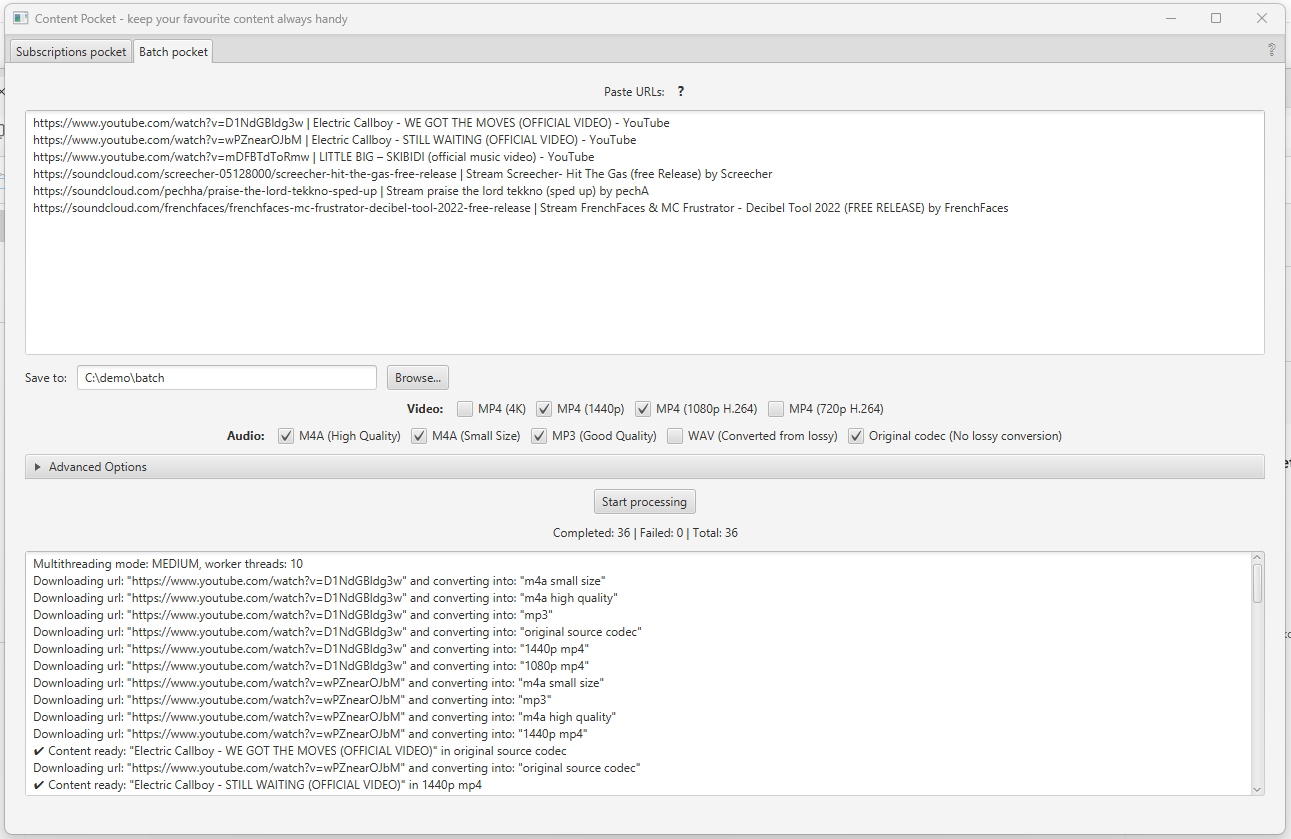 Content Pocket - keep your favourite content always handy
Subscriptions pocket
Batch pocket
?
Paste URLs: ?
https://www.youtube.com/watch?v=D1NdGBldg3w | Electric Callboy - WE GOT THE MOVES (OFFICIAL VIDEO) - YouTube
https://www.youtube.com/watch?v=wPZnearOJbM | Electric Callboy - STILL WAITING (OFFICIAL VIDEO) - YouTube
https://www.youtube.com/watch?v=mDFBTdToRmw | LITTLE BIG – SKIBIDI (official music video) - YouTube
https://soundcloud.com/screecher-05128000/screecher-hit-the-gas-free-release | Stream Screecher- Hit The Gas (free Release) by Screecher
https://soundcloud.com/pechha/praise-the-lord-tekkno-sped-up | Stream praise the lord tekkno (sped up) by pechA
https://soundcloud.com/frenchfaces/frenchfaces-mc-frustrator-decibel-tool-2022-free-release | Stream FrenchFaces & MC Frustrator - Decibel Tool 2022 (FREE RELEASE) by FrenchFaces
Save to: C:\demo\batch Browse...
Video: MP4 (4K) MP4 (1440p) MP4 (1080p H.264) MP4 (720p H.264)
Audio: M4A (High Quality) M4A (Small Size) MP3 (Good Quality) WAV (Converted from lossy) Original codec (No lossy conversion)
Advanced Options
Start processing
Completed: 36 | Failed: 0 | Total: 36
Multithreading mode: MEDIUM, worker threads: 10
Downloading url: "https://www.youtube.com/watch?v=D1NdGBldg3w" and converting into: "m4a small size"
Downloading url: "https://www.youtube.com/watch?v=D1NdGBldg3w" and converting into: "m4a high quality"
Downloading url: "https://www.youtube.com/watch?v=D1NdGBldg3w" and converting into: "mp3"
Downloading url: "https://www.youtube.com/watch?v=D1NdGBldg3w" and converting into: "original source codec"
Downloading url: "https://www.youtube.com/watch?v=D1NdGBldg3w" and converting into: "1440p mp4"
Downloading url: "https://www.youtube.com/watch?v=D1NdGBldg3w" and converting into: "1080p mp4"
Downloading url: "https://www.youtube.com/watch?v=wPZnearOJbM" and converting into: "m4a small size"
Downloading url: "https://www.youtube.com/watch?v=wPZnearOJbM" and converting into: "mp3"
Downloading url: "https://www.youtube.com/watch?v=wPZnearOJbM" and converting into: "m4a high quality"
Downloading url: "https://www.youtube.com/watch?v=wPZnearOJbM" and converting into: "1440p mp4"
✔ Content ready: "Electric Callboy - WE GOT THE MOVES (OFFICIAL VIDEO)" in original source codec
Downloading url: "https://www.youtube.com/watch?v=wPZnearOJbM" and converting into: "original source codec"
✔ Content ready: "Electric Callboy - STILL WAITING (OFFICIAL VIDEO)" in 1440p mp4